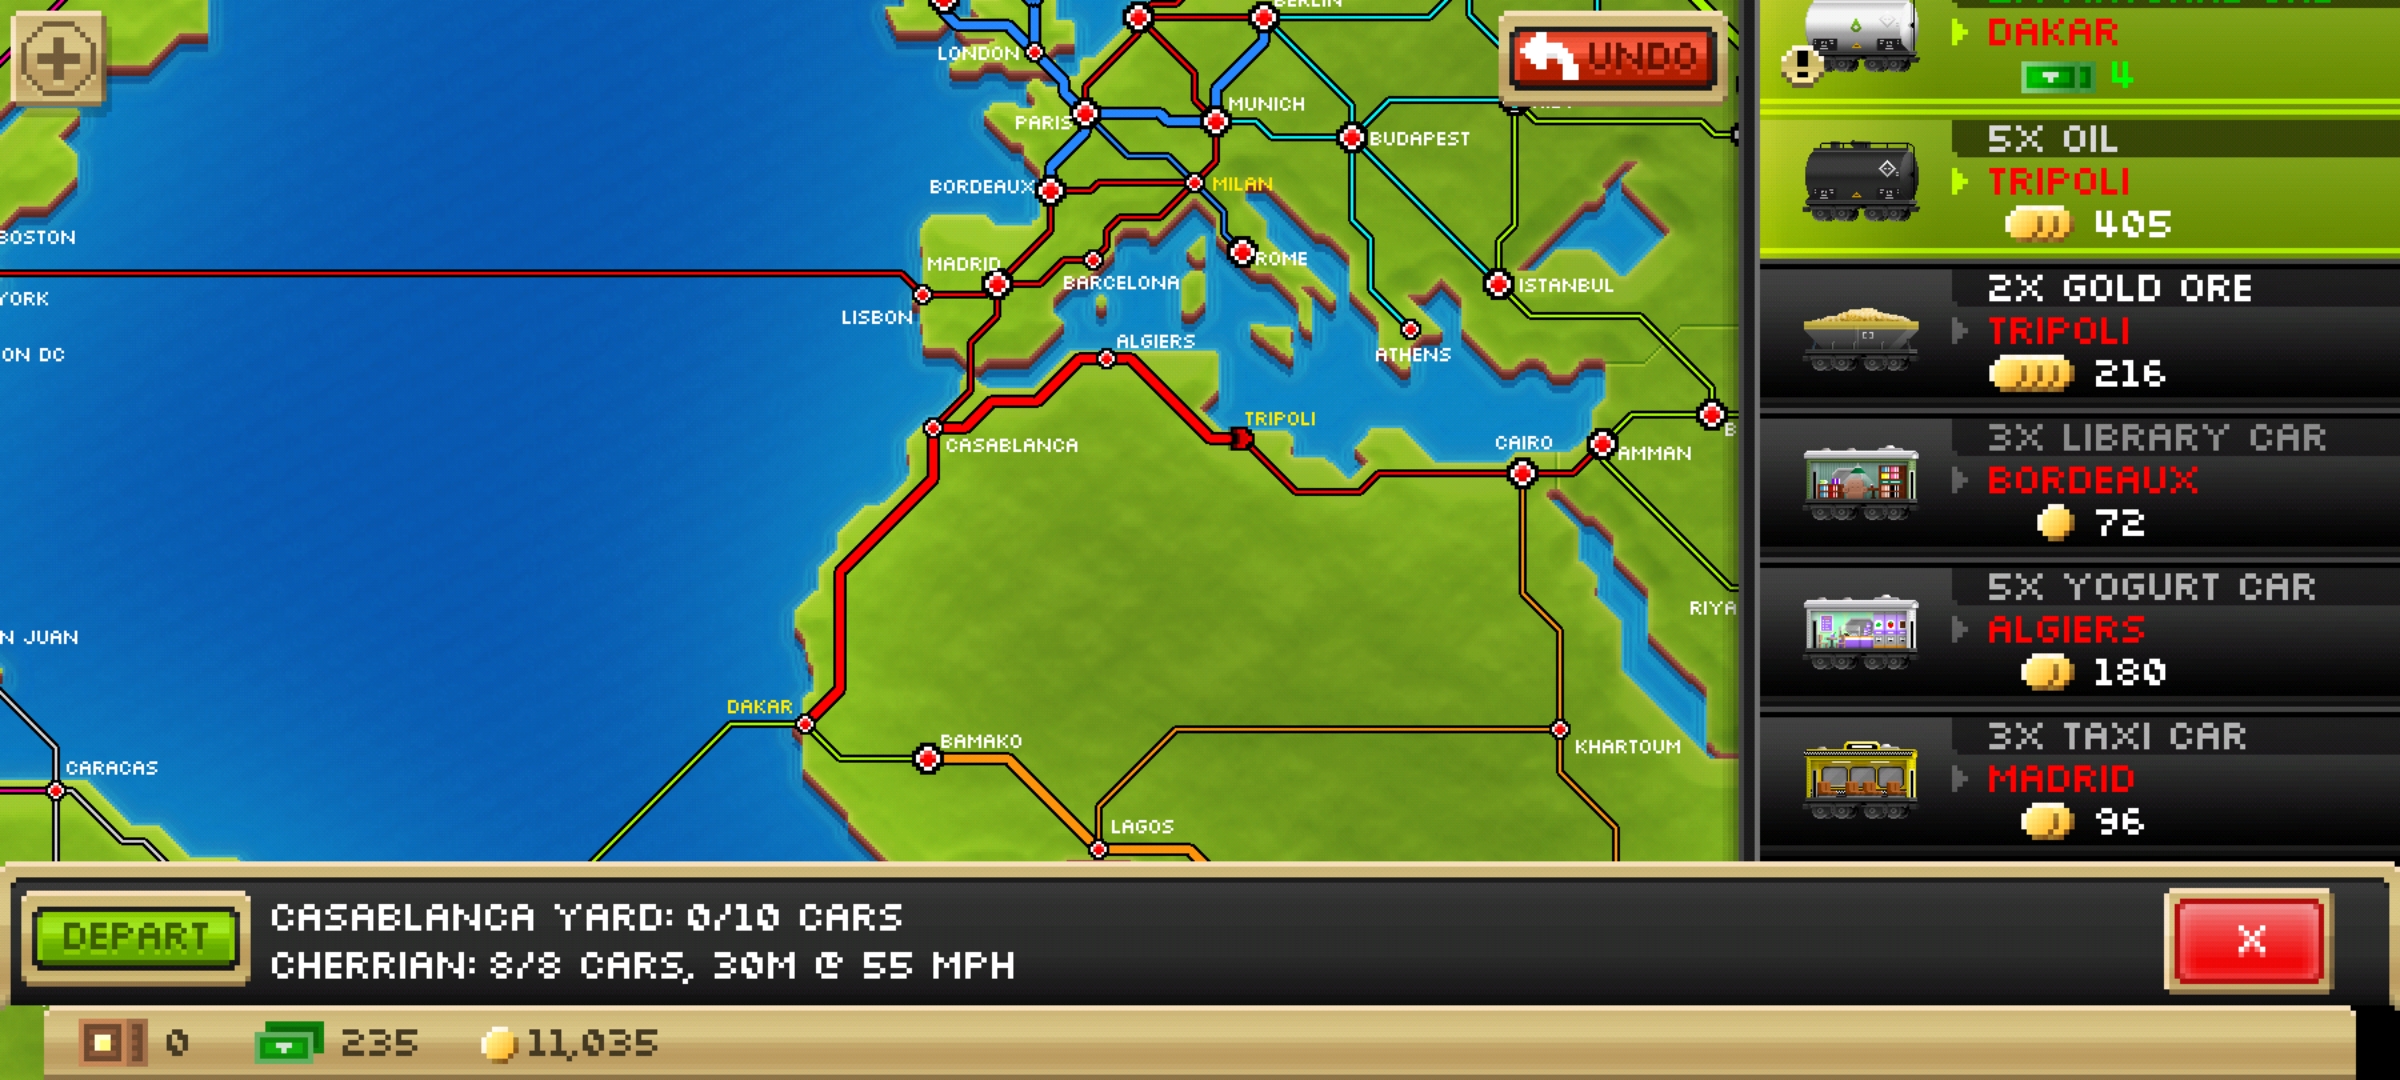 BERLIN
LONDON
UNDO
MUNICH
PARIS
BUDAPEST
BORDEAUX
MILAN
BOSTON
MADRID
ROME
BARCELONA
ISTANBUL
YORK
LISBON
ALGIERS
ON DC
ATHENS
TRIPOLI
CASABLANCA
CAIRO
AMMAN
B
RIYA
N JUAN
DAKAR
BAMAKO
KHARTOUM
CARACAS
LAGOS
DAKAR
4
5X OIL
TRIPOLI
405
2X GOLD ORE
TRIPOLI
216
3X LIBRARY CAR
BORDEAUX
72
5X YOGURT CAR
ALGIERS
180
3X TAXI CAR
MADRID
96
DEPART
CASABLANCA YARD: 0/10 CARS
CHERRIAN: 8/8 CARS, 30M @ 55 MPH
X
0
235
11,035